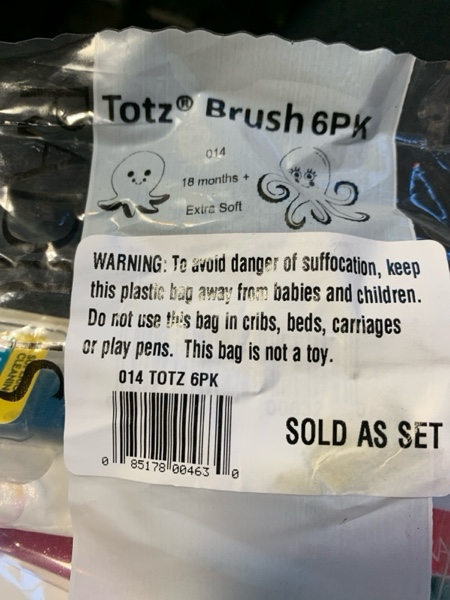 Totz® Brush 6PK
014
18 months +
Extra Soft
WARNING: To avoid danger of suffocation, keep
this plastic bag away from babies and children.
Do not use this bag in cribs, beds, carriages
or play pens. This bag is not a toy.
014 TOTZ 6PK
SOLD AS SET
0 85178 00463 0
CLEANIN